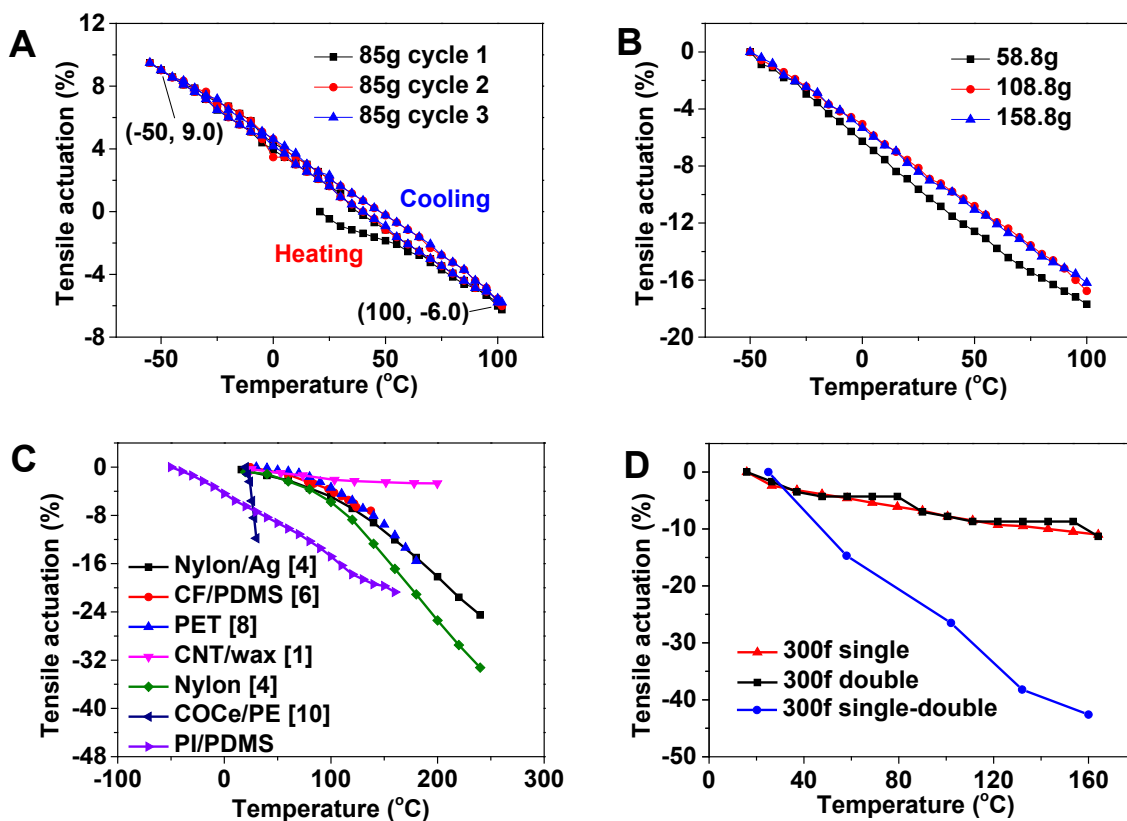 A
12
8
4
0
-4
-8
Tensile actuation (%)
85g cycle 1
85g cycle 2
85g cycle 3
(-50, 9.0)
Cooling
Heating
(100, -6.0)
-50
0
50
100
Temperature (oC)
B
0
-4
-8
-12
-16
-20
Tensile actuation (%)
58.8g
108.8g
158.8g
-50
0
50
100
Temperature (oC)
C
0
-8
-16
-24
-32
-40
-48
Tensile actuation (%)
Nylon/Ag [4]
CF/PDMS [6]
PET [8]
CNT/wax [1]
Nylon [4]
COCe/PE [10]
PI/PDMS
-100
0
100
200
300
Temperature (oC)
D
0
-10
-20
-30
-40
-50
Tensile actuation (%)
300f single
300f double
300f single-double
0
40
80
120
160
Temperature (oC)